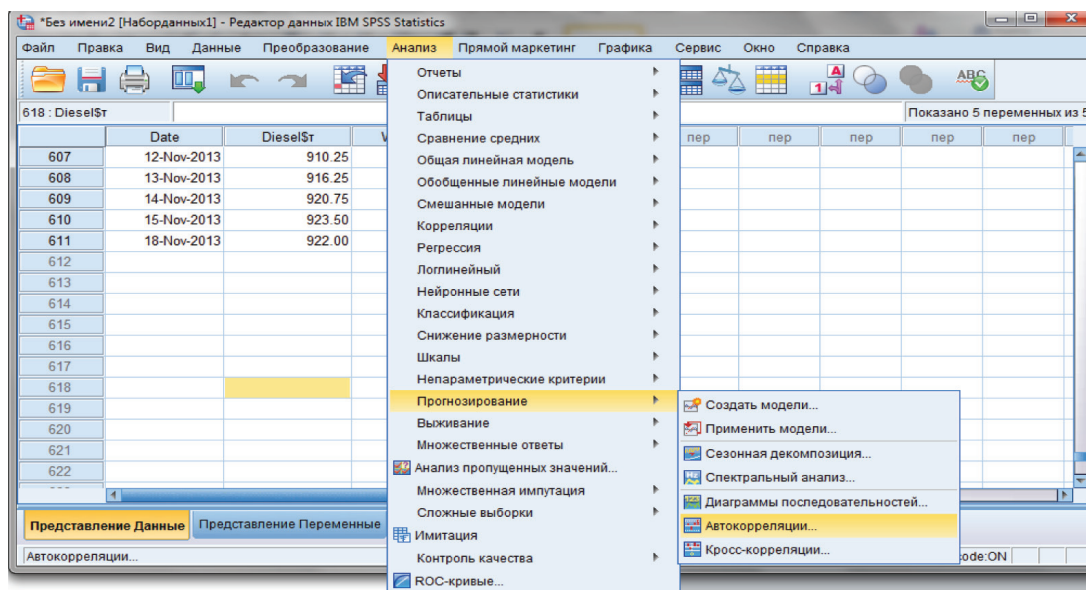 *Без имени2 [Наборданных1] - Редактор данных IBM SPSS Statistics
Файл Правка Вид Данные Преобразование Анализ Прямой маркетинг Графика Сервис Окно Справка
618 : Diesel$т
Показано 5 переменных из 5
Date Diesel$т пер пер пер пер пер
607 12-Nov-2013 910.25
608 13-Nov-2013 916.25
609 14-Nov-2013 920.75
610 15-Nov-2013 923.50
611 18-Nov-2013 922.00
612
613
614
615
616
617
618
619
620
621
622
Отчеты
Описательные статистики
Таблицы
Сравнение средних
Общая линейная модель
Обобщенные линейные модели
Смешанные модели
Корреляции
Регрессия
Логлинейный
Нейронные сети
Классификация
Снижение размерности
Шкалы
Непараметрические критерии
Прогнозирование
Выживание
Множественные ответы
Анализ пропущенных значений...
Множественная импутация
Сложные выборки
Имитация
Контроль качества
ROC-кривые...
Создать модели...
Применить модели...
Сезонная декомпозиция...
Спектральный анализ...
Диаграммы последовательностей...
Автокорреляции...
Кросс-корреляции...
Представление Данные Представление Переменные
Автокорреляции...
ode:ON